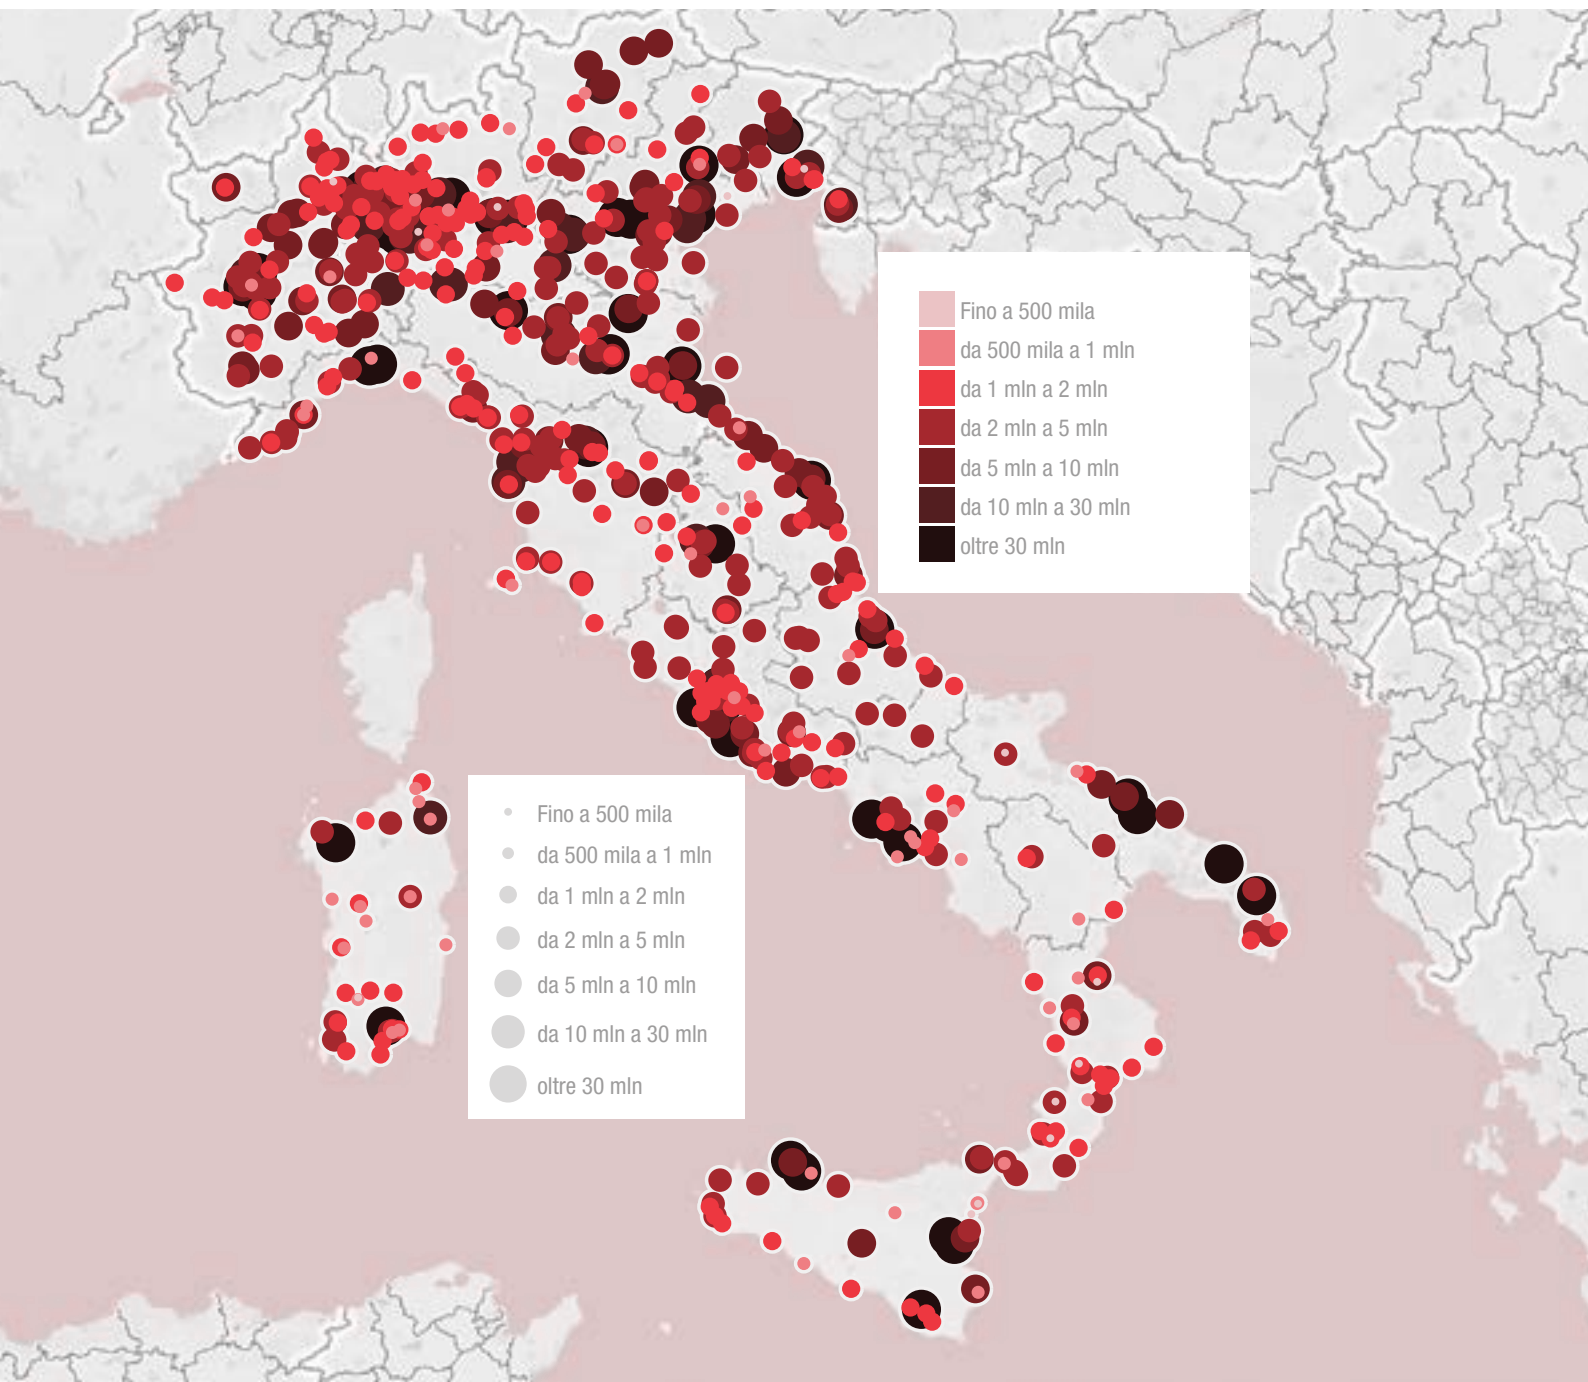 Fino a 500 mila
da 500 mila a 1 mln
da 1 mln a 2 mln
da 2 mln a 5 mln
da 5 mln a 10 mln
da 10 mln a 30 mln
oltre 30 mln
Fino a 500 mila
da 500 mila a 1 mln
da 1 mln a 2 mln
da 2 mln a 5 mln
da 5 mln a 10 mln
da 10 mln a 30 mln
oltre 30 mln